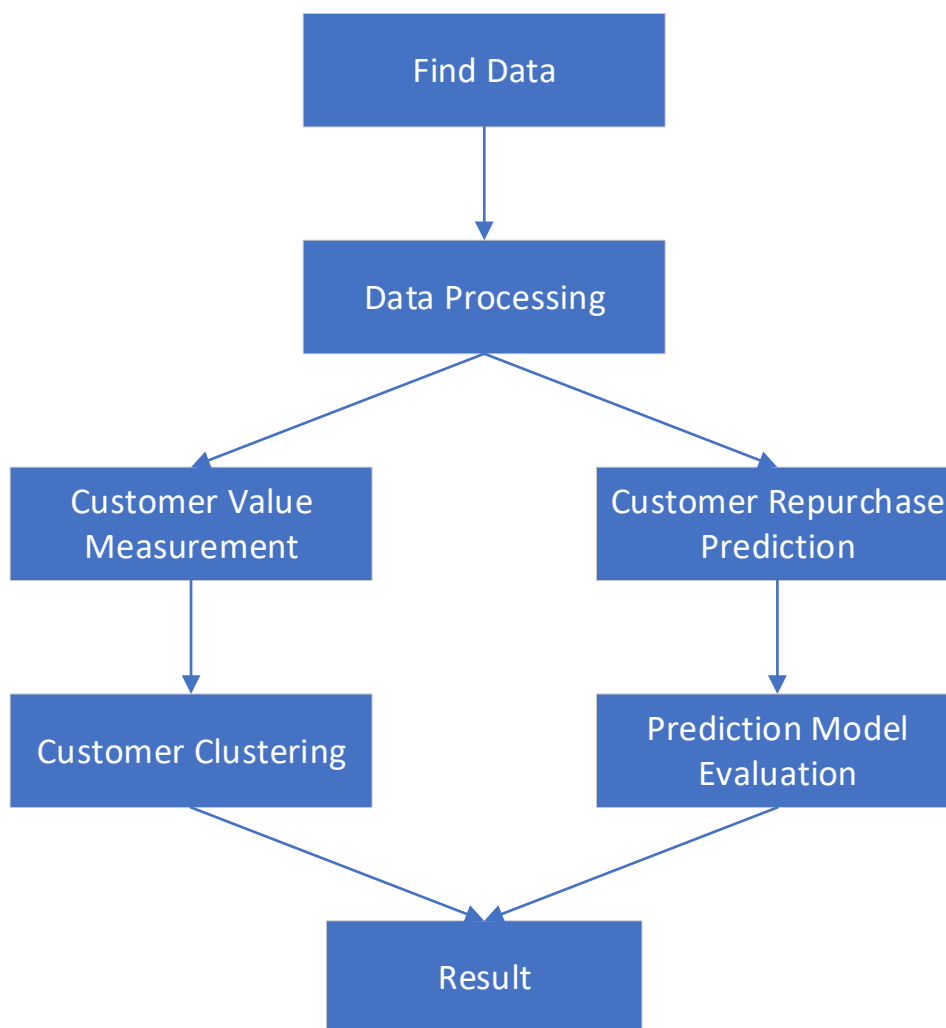 Find Data
Data Processing
Customer Value
Measurement
Customer Repurchase
Prediction
Customer Clustering
Prediction Model
Evaluation
Result